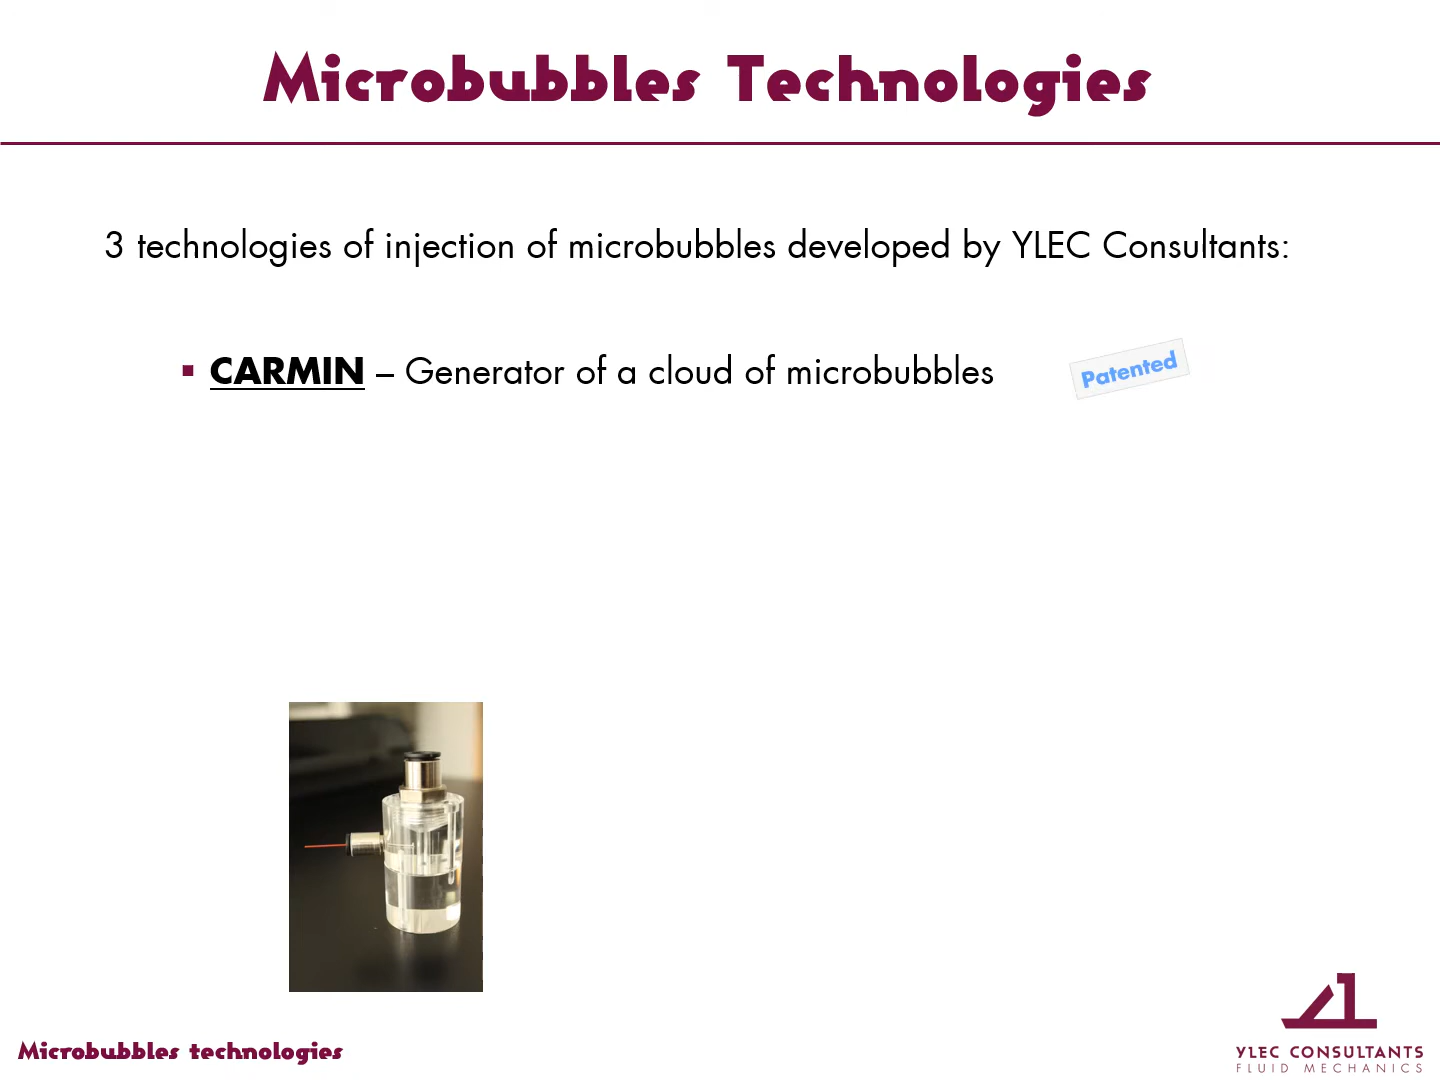 Microbubbles Technologies
3 technologies of injection of microbubbles developed by YLEC Consultants:
▪ CARMIN – Generator of a cloud of microbubbles
Patented
Microbubbles technologies
YLEC CONSULTANTS
FLUID MECHANICS